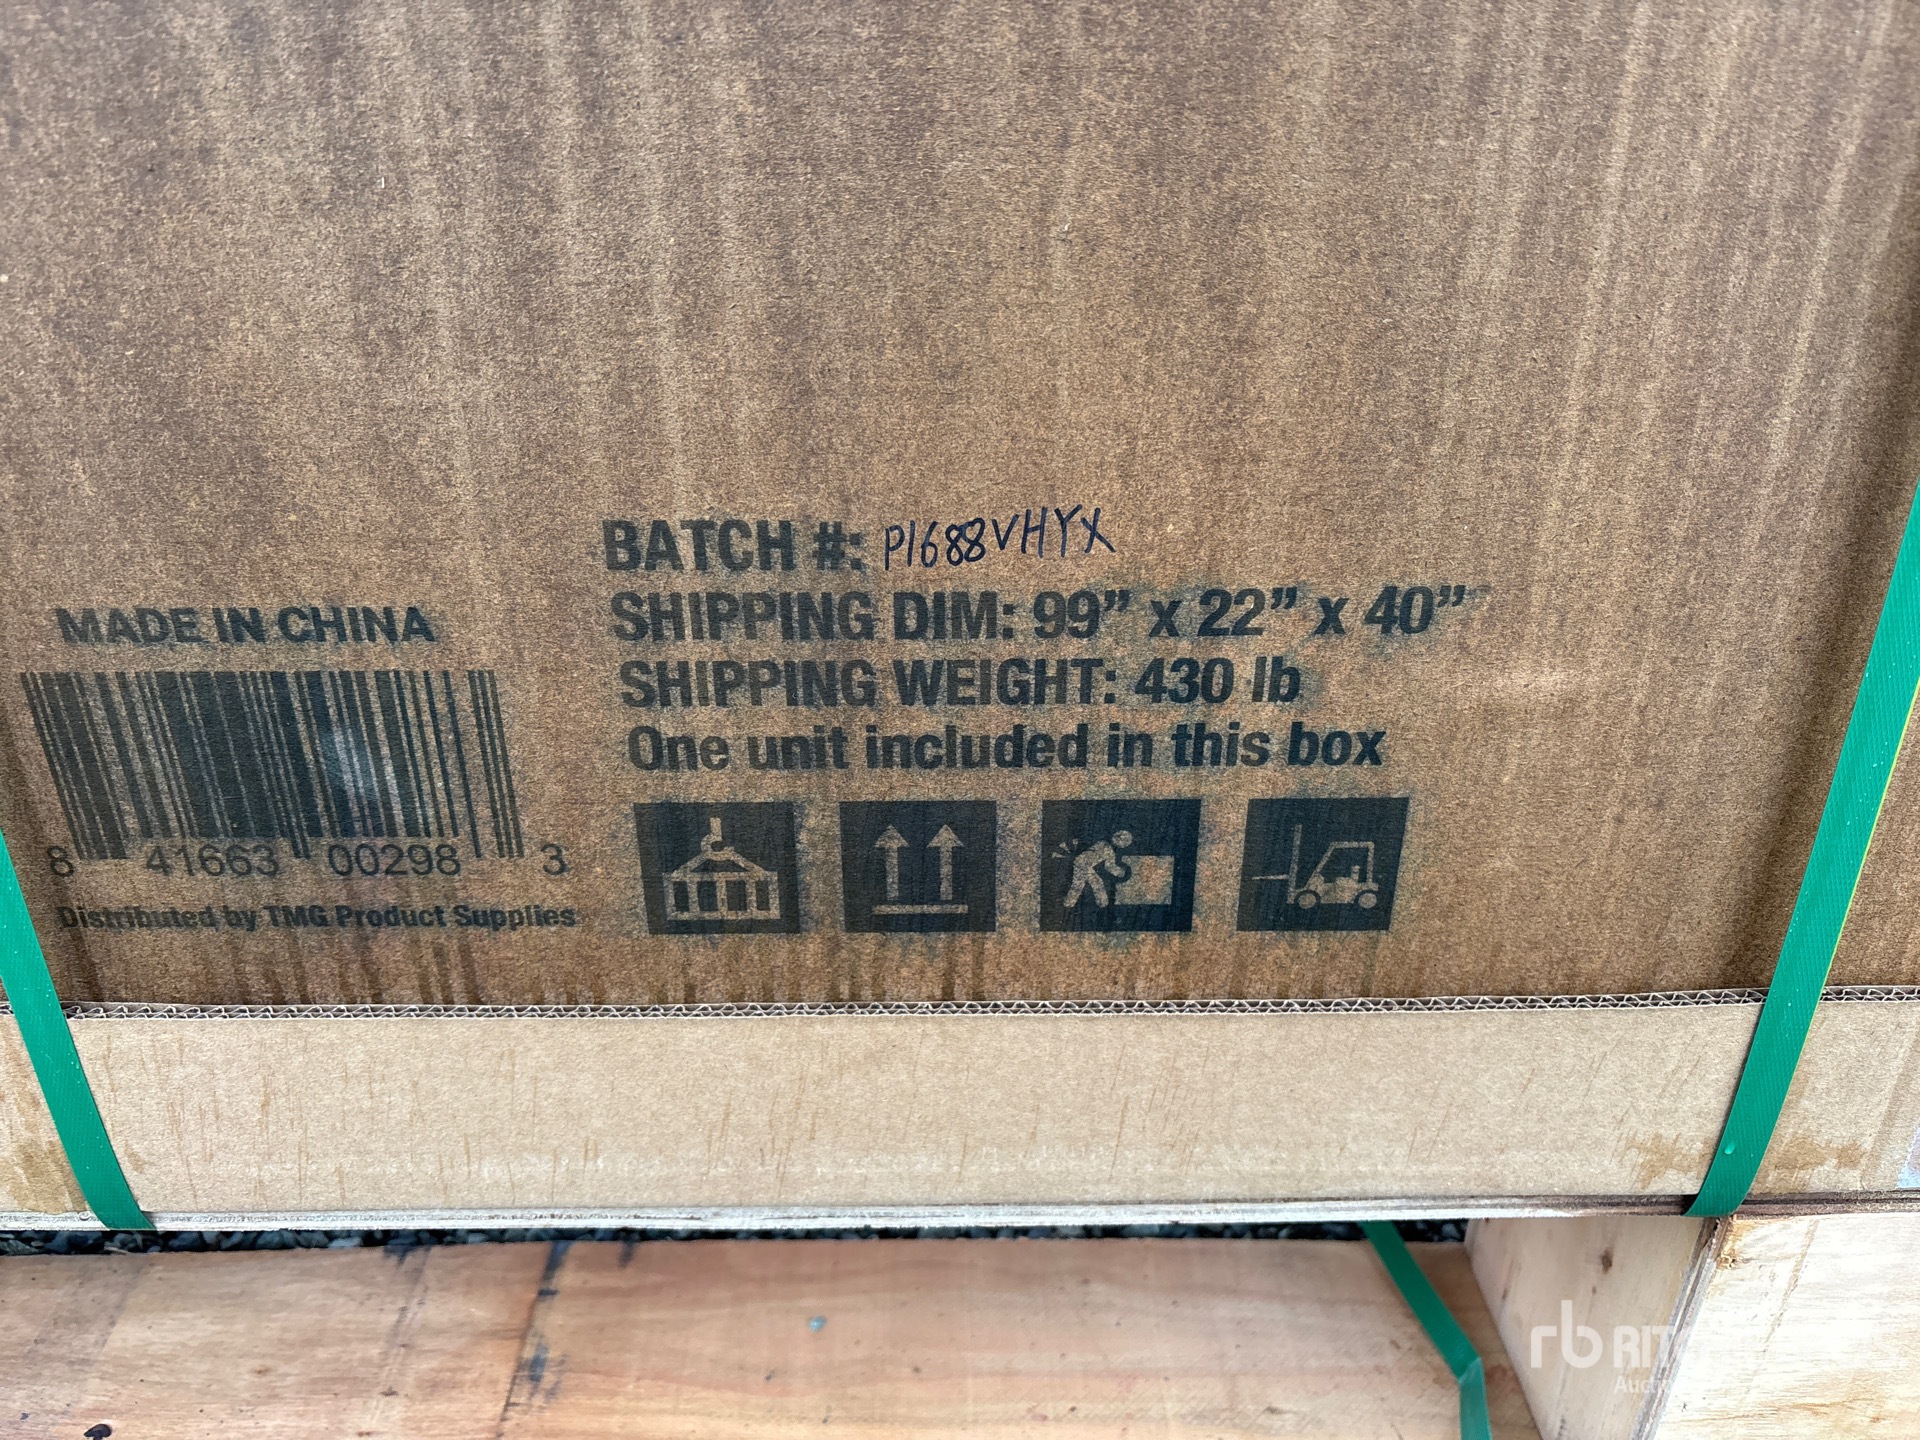 BATCH #: P1688VHYX
SHIPPING DIM: 99” x 22” x 40”
SHIPPING WEIGHT: 430 lb
One unit included in this box
MADE IN CHINA
8 41663 00298 3
Distributed by TMG Product Supplies
rb